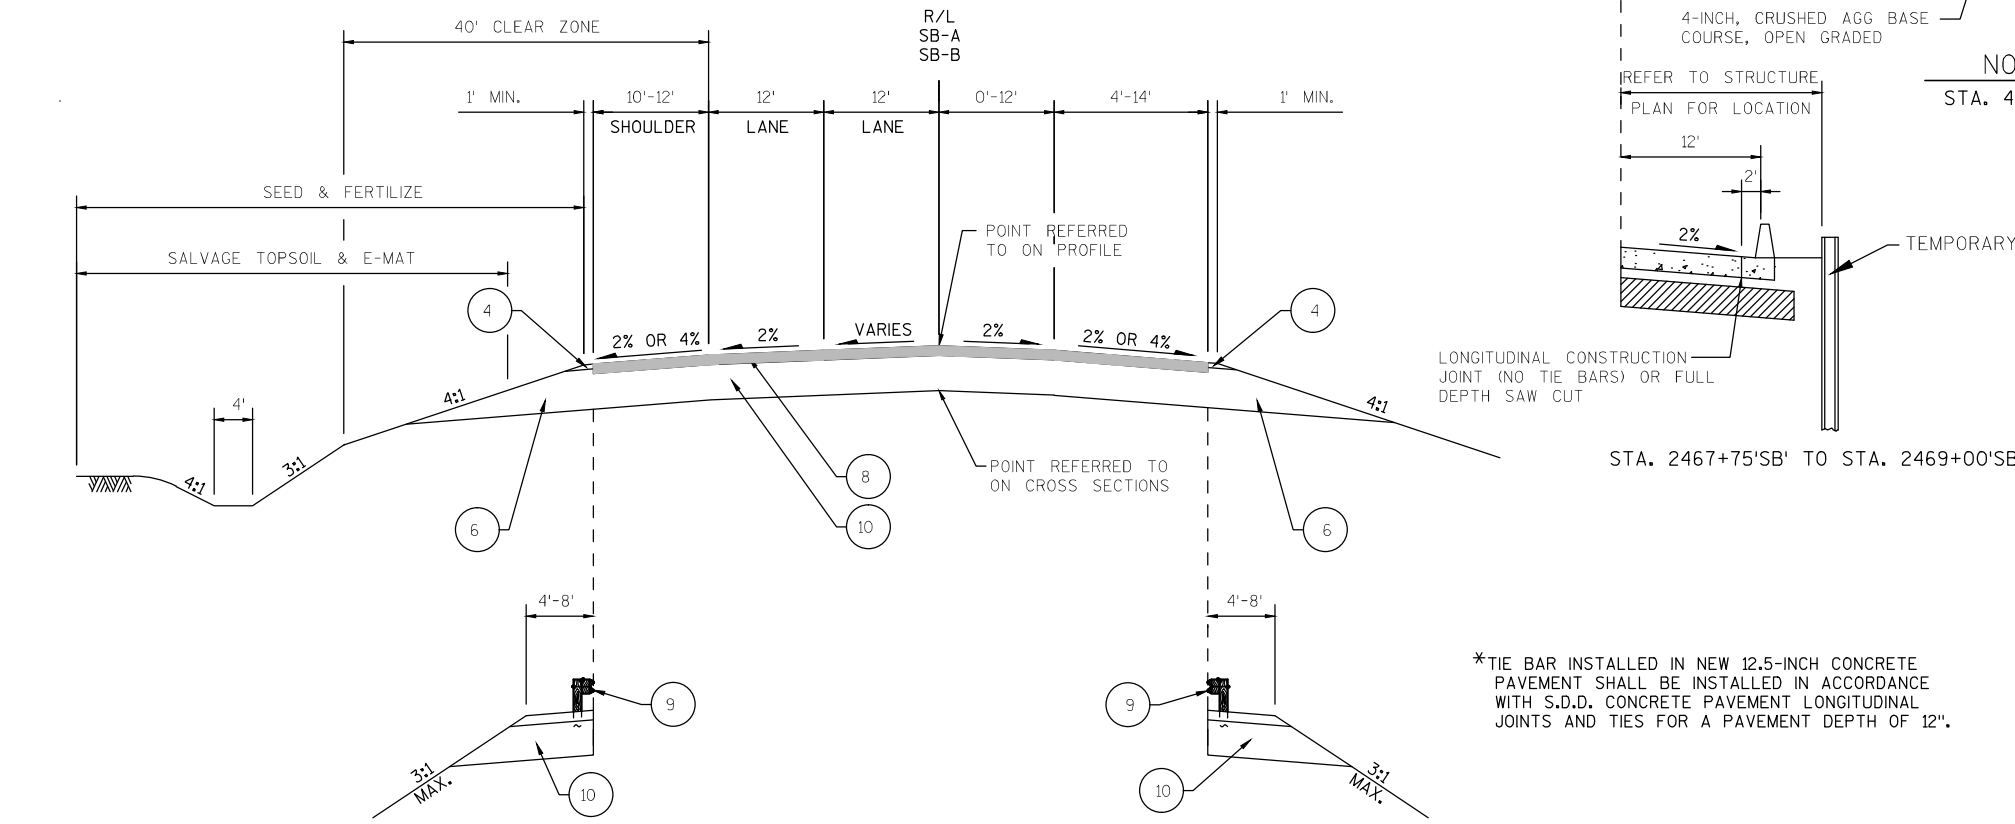 40' CLEAR ZONE
R/L
SB-A
SB-B
1' MIN.
10'-12'
12'
12'
0'-12'
4'-14'
1' MIN.
SHOULDER
LANE
LANE
SEED & FERTILIZE
SALVAGE TOPSOIL & E-MAT
POINT REFERRED
TO ON PROFILE
4
4
2% OR 4%
2%
VARIES
2%
2% OR 4%
4:1
4:1
4'
3:1
4:1
8
POINT REFERRED TO
ON CROSS SECTIONS
6
10
6
4'-8'
4'-8'
9
9
3:1
MAX.
10
10
3:1
MAX.
4-INCH, CRUSHED AGG BASE
COURSE, OPEN GRADED
NO
STA. 4
REFER TO STRUCTURE
PLAN FOR LOCATION
12'
2'
2%
TEMPORARY
LONGITUDINAL CONSTRUCTION
JOINT (NO TIE BARS) OR FULL
DEPTH SAW CUT
STA. 2467+75'SB' TO STA. 2469+00'SB
*TIE BAR INSTALLED IN NEW 12.5-INCH CONCRETE
PAVEMENT SHALL BE INSTALLED IN ACCORDANCE
WITH S.D.D. CONCRETE PAVEMENT LONGITUDINAL
JOINTS AND TIES FOR A PAVEMENT DEPTH OF 12".